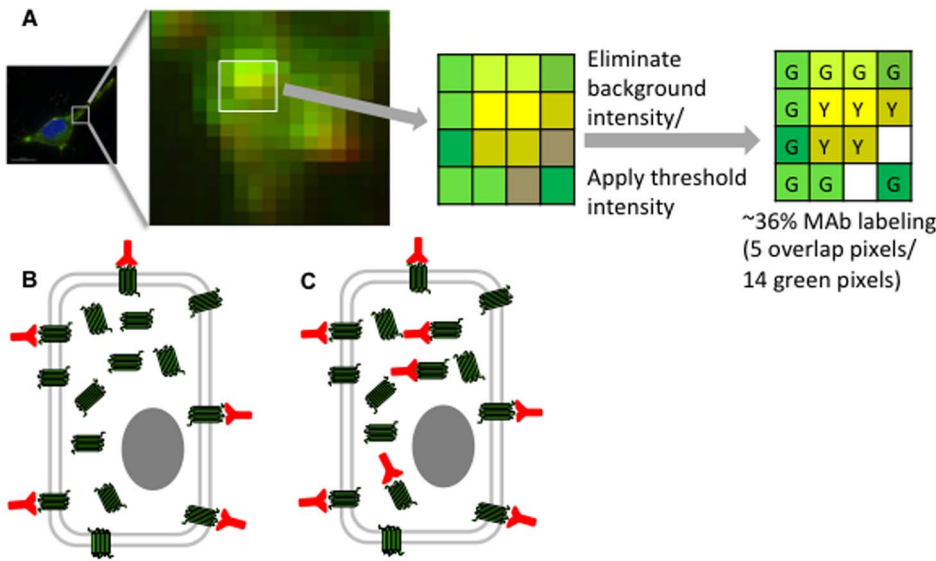 A
Eliminate
background
intensity/
Apply threshold
intensity
G G G G
G Y Y Y
G Y Y
G G G
~36% MAb labeling
(5 overlap pixels/
14 green pixels)
B
C